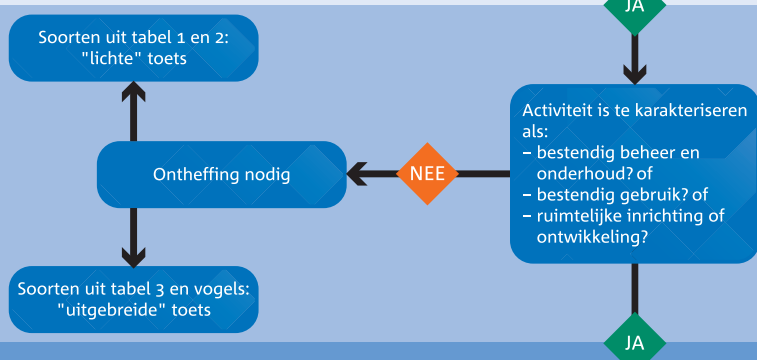 JA
Soorten uit tabel 1 en 2:
"lichte" toets
Activiteit is te karakteriseren
als:
– bestendig beheer en
onderhoud? of
– bestendig gebruik? of
– ruimtelijke inrichting of
ontwikkeling?
NEE
Ontheffing nodig
Soorten uit tabel 3 en vogels:
"uitgebreide" toets
JA